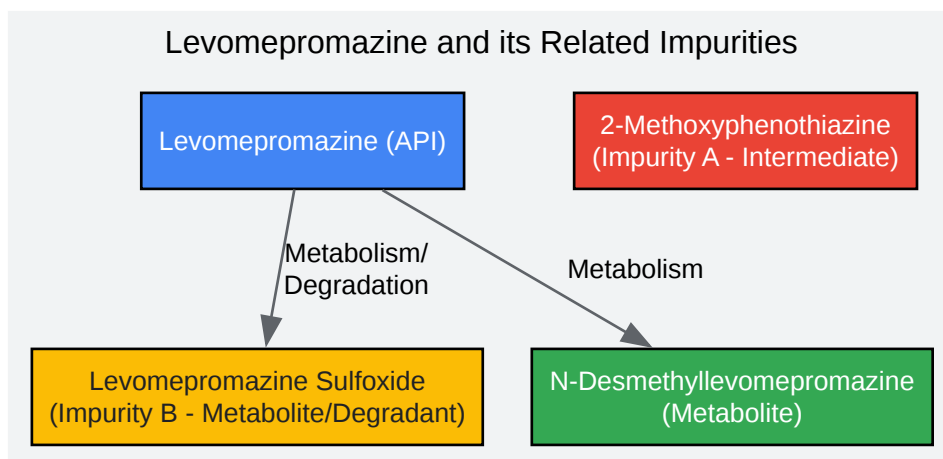 Levomepromazine and its Related Impurities
Levomepromazine (API)
2-Methoxyphenothiazine
(Impurity A - Intermediate)
Metabolism/
Degradation
Metabolism
Levomepromazine Sulfoxide
(Impurity B - Metabolite/Degradant)
N-Desmethyllevomepromazine
(Metabolite)